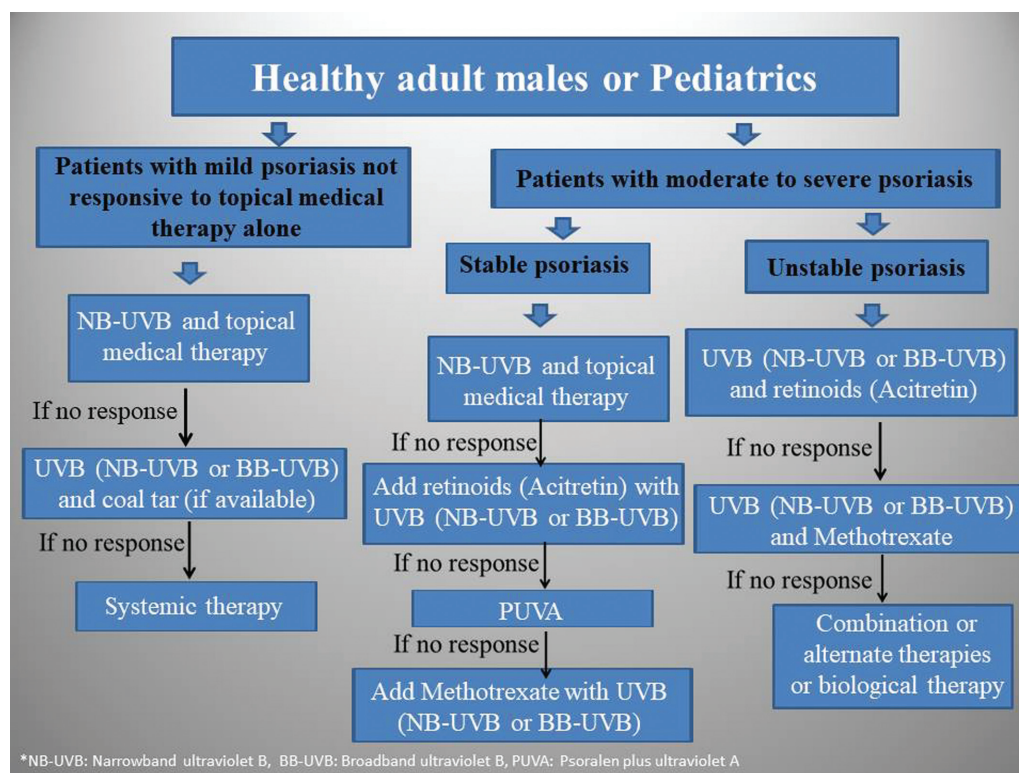 Healthy adult males or Pediatrics
Patients with mild psoriasis not
responsive to topical medical
therapy alone
NB-UVB and topical
medical therapy
If no response
UVB (NB-UVB or BB-UVB)
and coal tar (if available)
If no response
Systemic therapy
Patients with moderate to severe psoriasis
Stable psoriasis
NB-UVB and topical
medical therapy
If no response
Add retinoids (Acitretin) with
UVB (NB-UVB or BB-UVB)
If no response
PUVA
If no response
Add Methotrexate with UVB
(NB-UVB or BB-UVB)
Unstable psoriasis
UVB (NB-UVB or BB-UVB)
and retinoids (Acitretin)
If no response
UVB (NB-UVB or BB-UVB)
and Methotrexate
If no response
Combination or
alternate therapies
or biological therapy
*NB-UVB: Narrowband ultraviolet B, BB-UVB: Broadband ultraviolet B, PUVA: Psoralen plus ultraviolet A